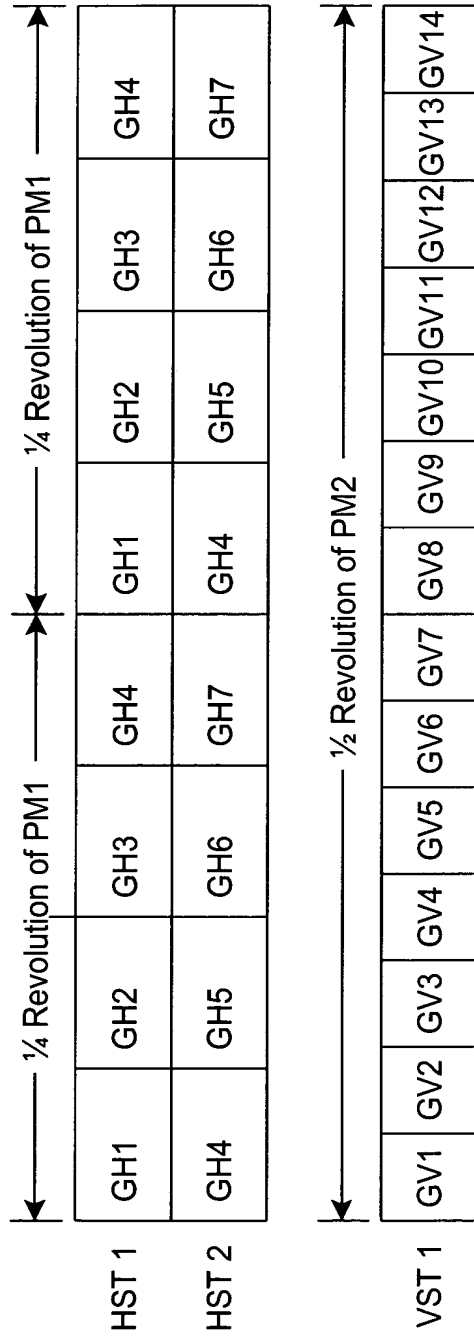 ¼ Revolution of PM1 ¼ Revolution of PM1
HST 1 GH1 GH2 GH3 GH4 GH1 GH2 GH3 GH4
HST 2 GH4 GH5 GH6 GH7 GH4 GH5 GH6 GH7
½ Revolution of PM2
VST 1 GV1 GV2 GV3 GV4 GV5 GV6 GV7 GV8 GV9 GV10 GV11 GV12 GV13 GV14